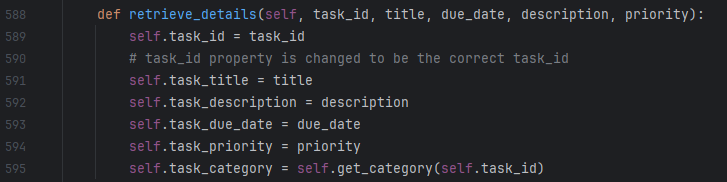 588 def retrieve_details(self, task_id, title, due_date, description, priority):
589 self.task_id = task_id
590 # task_id property is changed to be the correct task_id
591 self.task_title = title
592 self.task_description = description
593 self.task_due_date = due_date
594 self.task_priority = priority
595 self.task_category = self.get_category(self.task_id)